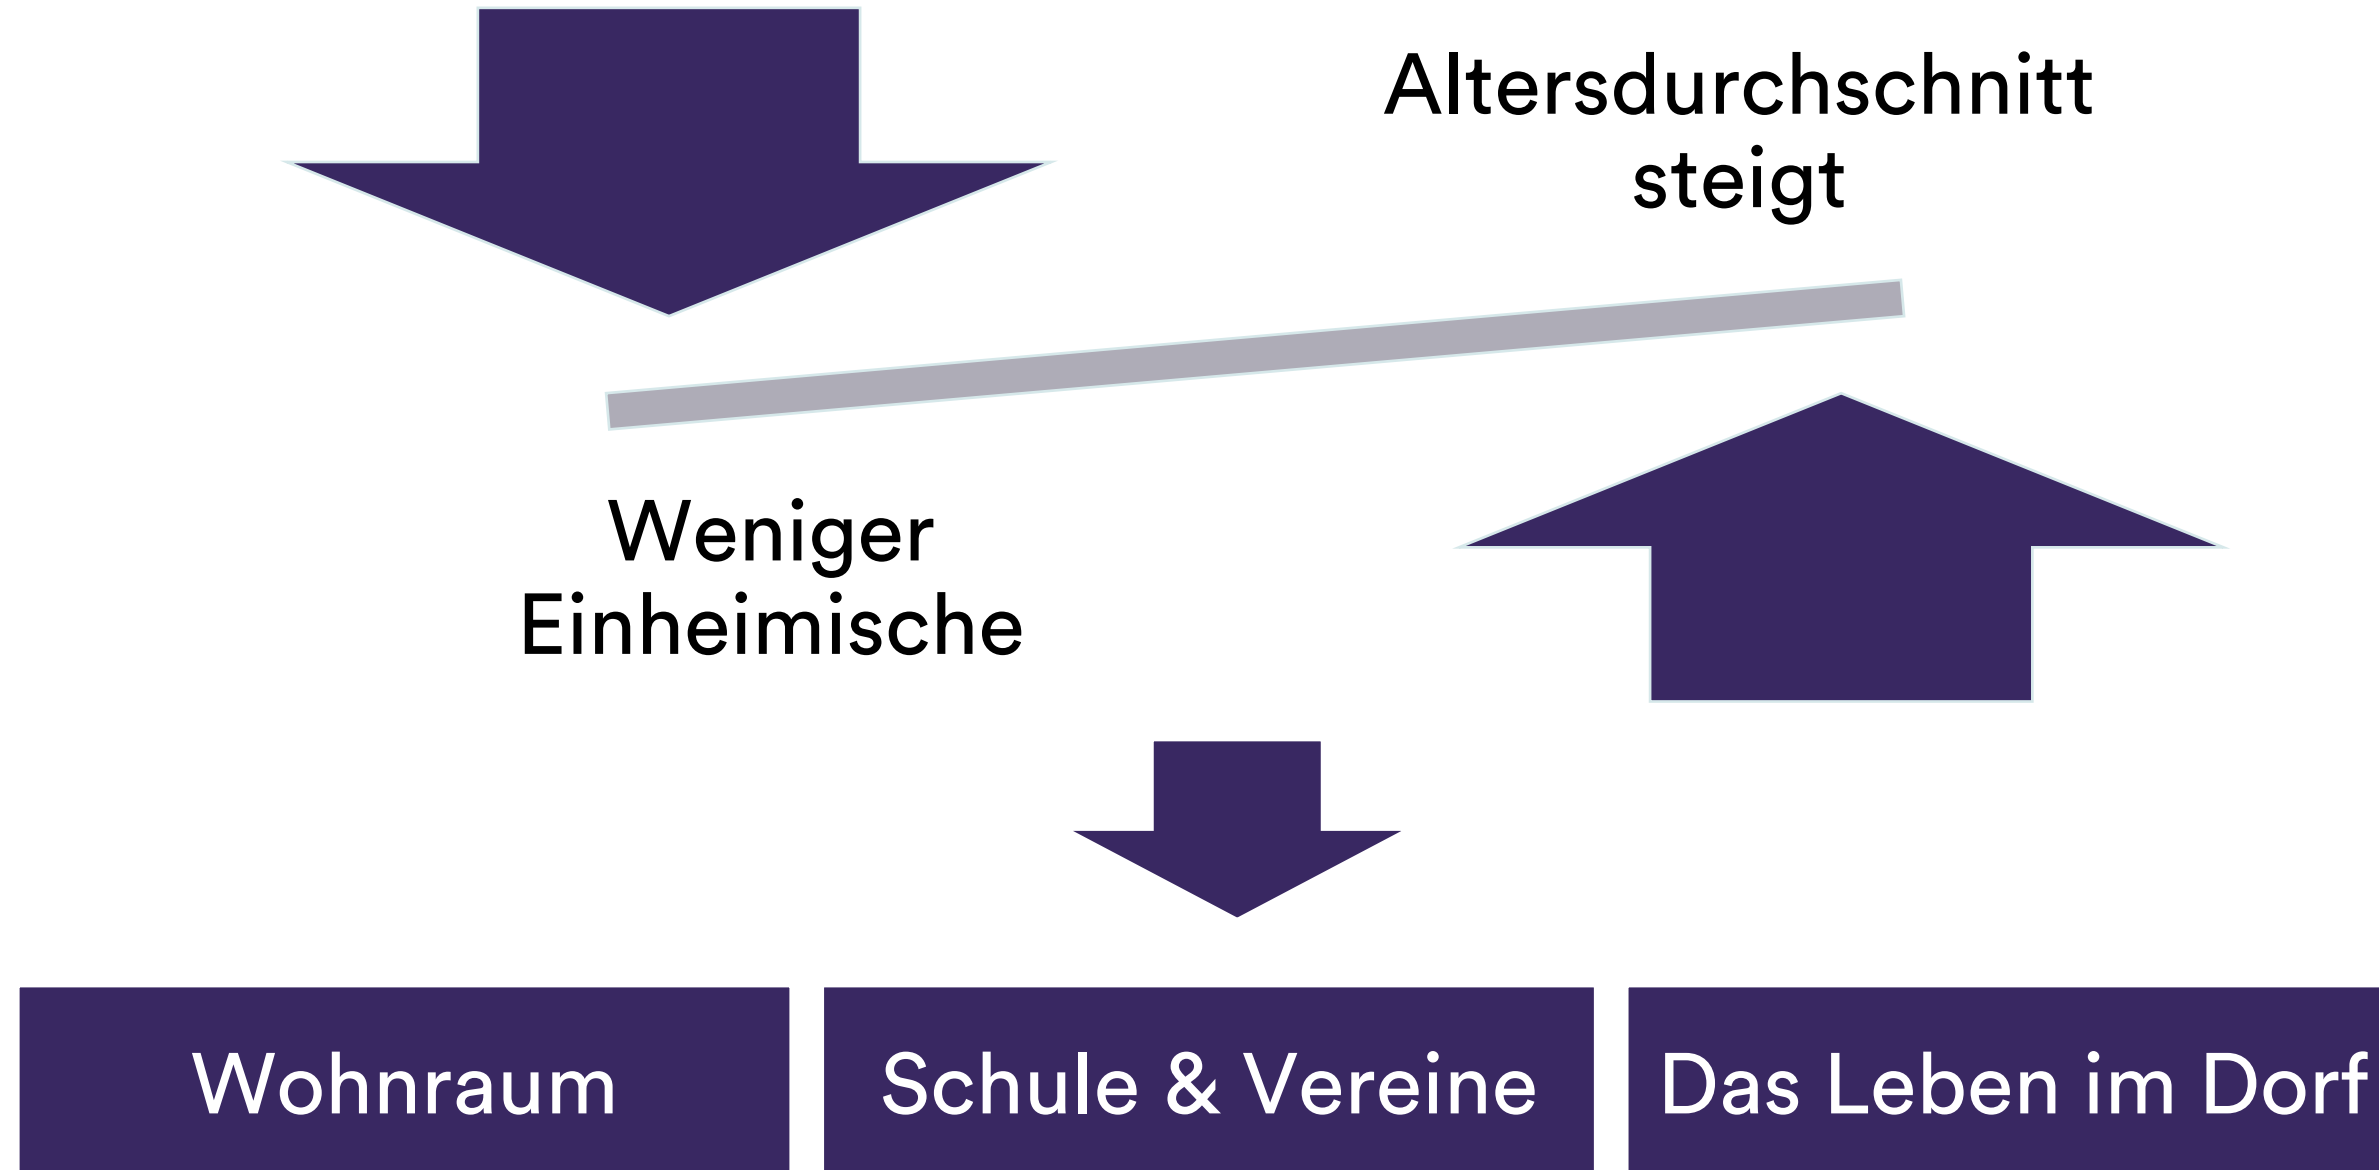 Altersdurchschnitt
steigt
Weniger
Einheimische
Wohnraum
Schule & Vereine
Das Leben im Dorf